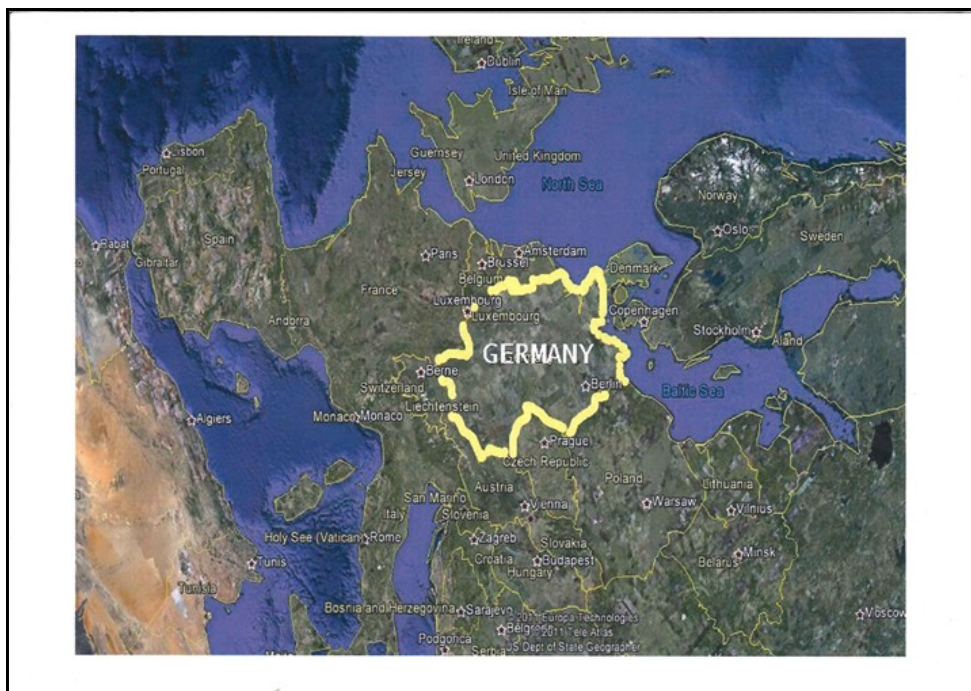 Ireland
Dublin
Isle of Man
Lisbon
Portugal
Guernsey
United Kingdom
Jersey
London
North Sea
Norway
Oslo
Sweden
Rabat
Spain
Gibraltar
Paris
Amsterdam
Brussel
Belgium
Denmark
France
Luxembourg
Luxembourg
Andorra
Copenhagen
Stockholm
Aland
GERMANY
Berne
Switzerland
Berlin
Baltic Sea
Liechtenstein
Monaco
Monaco
Algiers
Prague
Czech Republic
Austria
Poland
Lithuania
San Marino
Italy
Slovenia
Vienna
Warsaw
Vilnius
Holy See (Vatican
Rome
Zagreb
Slovakia
Croatia
Budapest
Hungary
Belarus
Minsk
Tunis
Tunisia
Bosnia and Herzegovina
Sarajevo
© 2011 Europa Technologies
Moscow
Belgra
© 2011 Tele Atlas
Podgorica
Serbia
US Dept of State Geographer